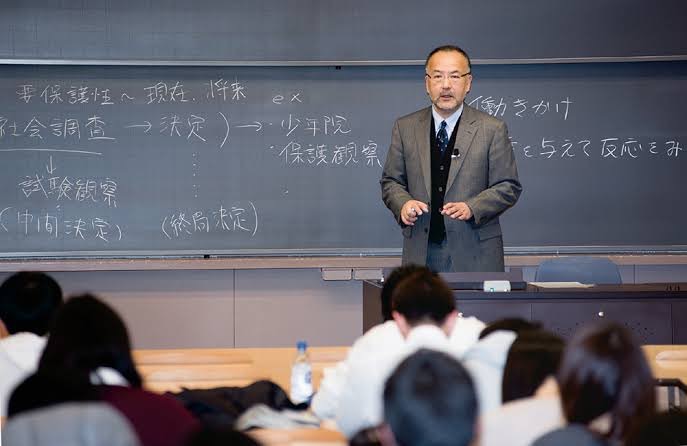 要保護性~現在、将来
社会調査→決定)→
↓
試験観察
(中間決定)
(終局決定)
ex
・少年院
・保護観察
・
働きかけ
を与えて反応をみ